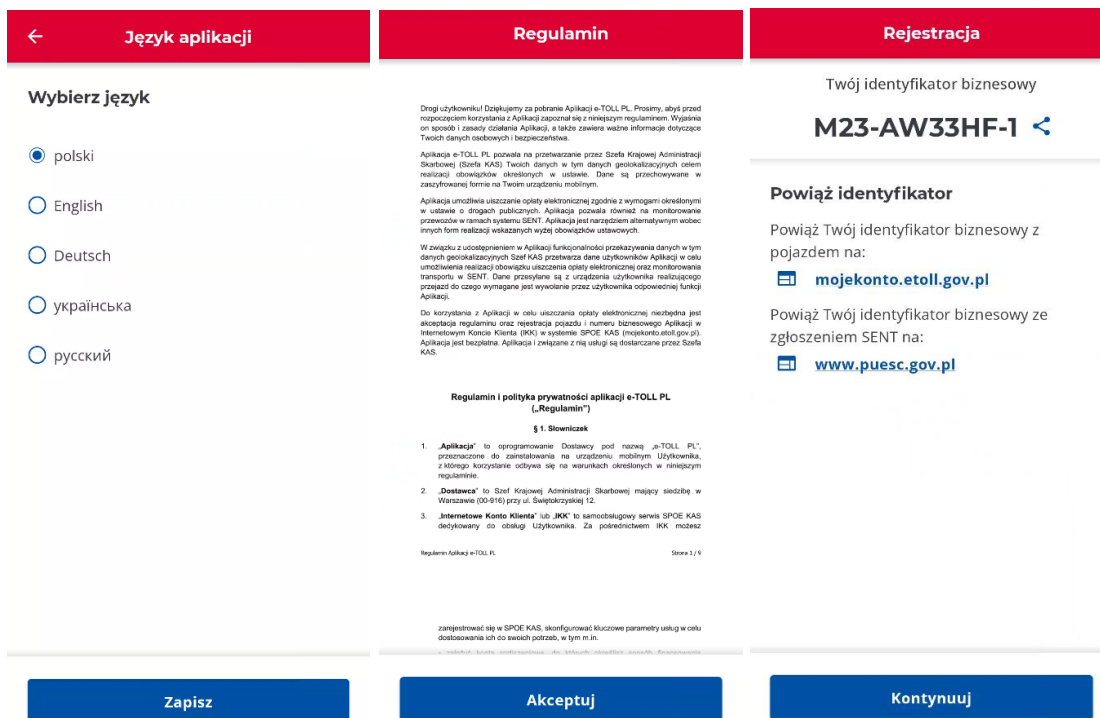 Język aplikacji
Wybierz język
polski
English
Deutsch
українська
русский
Zapisz
Regulamin
Drogi użytkowniku! Dziękujemy za pobranie Aplikacji e-TOLL PL. Prosimy, abyś przed
rozpoczęciem korzystania z Aplikacji zapoznał się z niniejszym regulaminem. Wyjaśnia
on sposób i zasady działania Aplikacji, a także zawiera ważne informacje dotyczące
Twoich danych osobowych i bezpieczeństwa.
Aplikacja e-TOLL PL pozwala na przetwarzanie przez Szefa Krajowej Administracji
Skarbowej (Szefa KAS) Twoich danych w tym danych geolokalizacyjnych celem
realizacji obowiązków określonych w ustawie. Dane są przechowywane w
zaszyfrowanej formie na Twoim urządzeniu mobilnym.
Aplikacja umożliwia uiszczanie opłaty elektronicznej zgodnie z wymogami określonymi
w ustawie o drogach publicznych. Aplikacja pozwala również na monitorowanie
przewozów w ramach systemu SENT. Aplikacja jest narzędziem alternatywnym wobec
innych form realizacji wskazanych wyżej obowiązków ustawowych.
W związku z udostępnieniem w Aplikacji funkcjonalności przekazywania danych w tym
danych geolokalizacyjnych Szef KAS przetwarza dane użytkowników Aplikacji w celu
umożliwienia realizacji obowiązku uiszczenia opłaty elektronicznej oraz monitorowania
transportu w SENT. Dane przesyłane są z urządzenia użytkownika realizującego
przejazd do czego wymagane jest wywołanie przez użytkownika odpowiedniej funkcji
Aplikacji.
Do korzystania z Aplikacji w celu uiszczania opłaty elektronicznej niezbędna jest
akceptacja regulaminu oraz rejestracja pojazdu i numeru biznesowego Aplikacji w
Internetowym Koncie Klienta (IKK) w systemie SPOE KAS (mojekonto.etoll.gov.pl).
Aplikacja jest bezpłatna. Aplikacja i związane z nią usługi są dostarczane przez Szefa
KAS.
Regulamin i polityka prywatności aplikacji e-TOLL PL
(„Regulamin”)
§ 1. Słowniczek
1. „Aplikacja” to oprogramowanie Dostawcy pod nazwą „e-TOLL PL”,
przeznaczone do zainstalowania na urządzeniu mobilnym Użytkownika,
z którego korzystanie odbywa się na warunkach określonych w niniejszym
regulaminie.
2. „Dostawca” to Szef Krajowej Administracji Skarbowej mający siedzibę w
Warszawie (00-916) przy ul. Świętokrzyskiej 12.
3. „Internetowe Konto Klienta” lub „IKK” to samoobsługowy serwis SPOE KAS
dedykowany do obsługi Użytkownika. Za pośrednictwem IKK możesz
Regulamin Aplikacji e-TOLL PL Strona 1 / 9
zarejestrować się w SPOE KAS, skonfigurować kluczowe parametry usług w celu
dostosowania ich do swoich potrzeb, w tym m.in.
Akceptuj
Rejestracja
Twój identyfikator biznesowy
M23-AW33HF-1
Powiąż identyfikator
Powiąż Twój identyfikator biznesowy z
pojazdem na:
mojekonto.etoll.gov.pl
Powiąż Twój identyfikator biznesowy ze
zgłoszeniem SENT na:
www.puesc.gov.pl
Kontynuuj